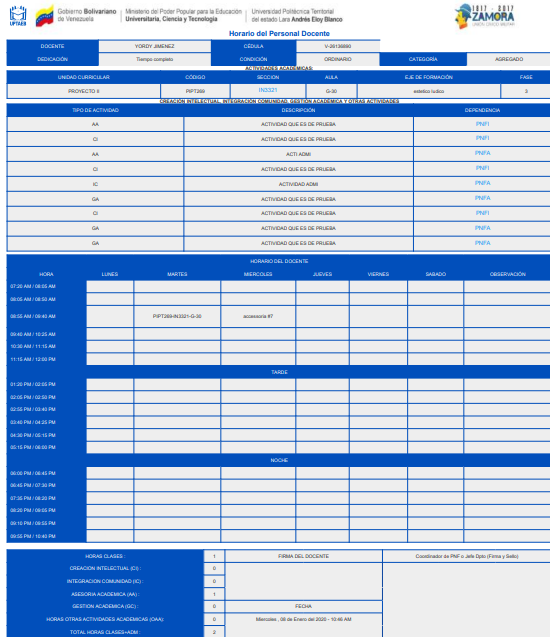 UPTAEB
Gobierno Bolivariano de Venezuela
Ministerio del Poder Popular para la Educación Universitaria, Ciencia y Tecnología
Universidad Politécnica Territorial del estado Lara Andrés Eloy Blanco
1817 - 2017
ZAMORA
Horario del Personal Docente
DOCENTE YORDY JIMENEZ CÉDULA V-26136890
DEDICACIÓN Tiempo completo CONDICIÓN ORDINARIO CATEGORÍA AGREGADO
ACTIVIDADES ACADEMICAS:
UNIDAD CURRICULAR CÓDIGO SECCION AULA EJE DE FORMACIÓN FASE
PROYECTO II PIPT269 IN3321 G-30 estetico ludico 3
CREACION INTELECTUAL, INTEGRACION COMUNIDAD, GESTION ACADEMICA Y OTRAS ACTIVIDADES
TIPO DE ACTIVIDAD DESCRIPCIÓN DEPENDENCIA
AA ACTIVIDAD QUE ES DE PRUEBA PNFI
CI ACTIVIDAD QUE ES DE PRUEBA PNFI
AA ACTI ADMI PNFA
CI ACTIVIDAD QUE ES DE PRUEBA PNFI
IC ACTIVIDAD ADMI PNFA
GA ACTIVIDAD QUE ES DE PRUEBA PNFA
CI ACTIVIDAD QUE ES DE PRUEBA PNFI
GA ACTIVIDAD QUE ES DE PRUEBA PNFA
GA ACTIVIDAD QUE ES DE PRUEBA PNFA
HORARIO DEL DOCENTE
HORA LUNES MARTES MIERCOLES JUEVES VIERNES SABADO OBSERVACIÓN
07:20 AM / 08:05 AM
08:05 AM / 08:50 AM
08:55 AM / 09:40 AM PIPT269-IN3321-G-30 accessoria #7
09:40 AM / 10:25 AM
10:30 AM / 11:15 AM
11:15 AM / 12:00 PM
TARDE
01:20 PM / 02:05 PM
02:05 PM / 02:50 PM
02:55 PM / 03:40 PM
03:40 PM / 04:25 PM
04:30 PM / 05:15 PM
05:15 PM / 06:00 PM
NOCHE
06:00 PM / 06:45 PM
06:45 PM / 07:30 PM
07:35 PM / 08:20 PM
08:20 PM / 09:05 PM
09:10 PM / 09:55 PM
09:55 PM / 10:40 PM
HORAS CLASES : 1 FIRMA DEL DOCENTE Coordinador de PNF o Jefe Dpto (Firma y Sello)
CREACION INTELECTUAL (CI) : 0
INTEGRACION COMUNIDAD (IC) : 0
ASESORIA ACADEMICA (AA) : 1
GESTION ACADEMICA (GC) : 0 FECHA
HORAS OTRAS ACTIVIDADES ACADEMICAS (OAA) 0 Miercoles , 08 de Enero del 2020 - 10:46 AM
TOTAL HORAS CLASES+ADM : 2